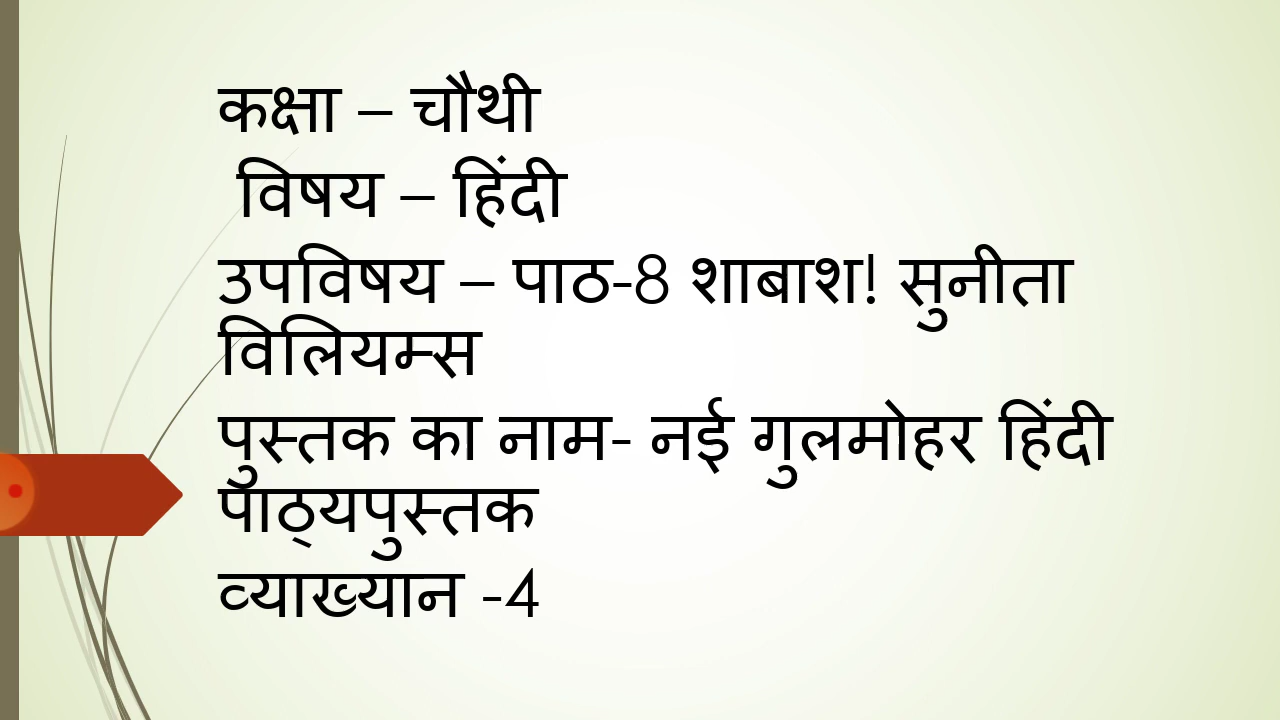 कक्षा – चौथी
विषय – हिंदी
उपविषय – पाठ-8 शाबाश! सुनीता
विलियम्स
पुस्तक का नाम- नई गुलमोहर हिंदी
पाठ्यपुस्तक
व्याख्यान -4